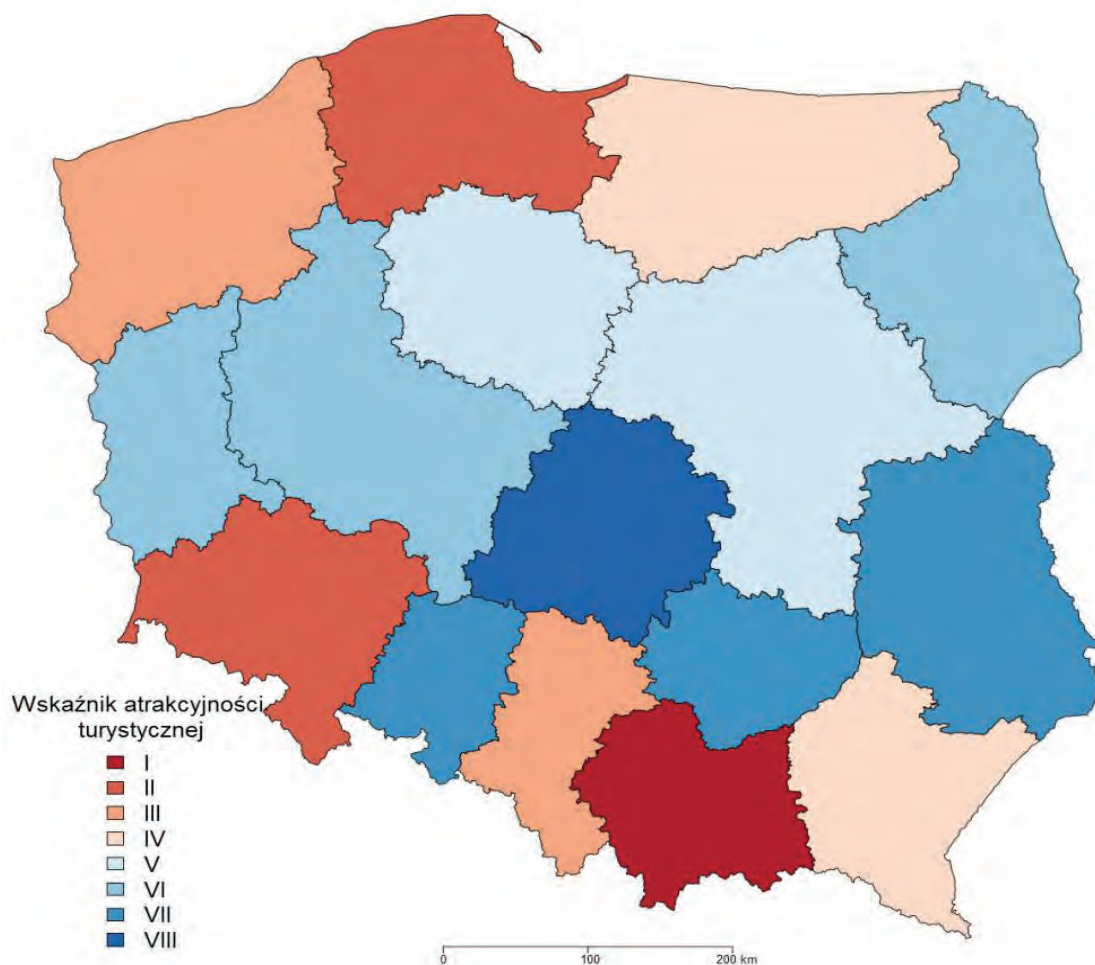 Wskaźnik atrakcyjności
turystycznej
I
II
III
IV
V
VI
VII
VIII
0 100 200 km